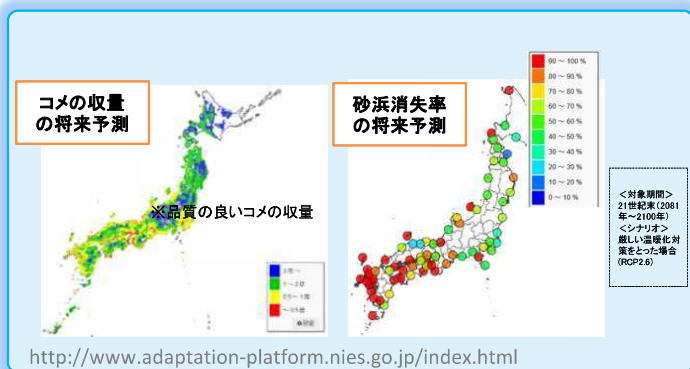 コメの収量
の将来予測
※品質の良いコメの収量
砂浜消失率
の将来予測
90 ～ 100 %
80 ～ 90 %
70 ～ 80 %
60 ～ 70 %
50 ～ 60 %
40 ～ 50 %
30 ～ 40 %
20 ～ 30 %
10 ～ 20 %
0 ～ 10 %
＜対象期間＞
21世紀末(2081
年～2100年)
＜シナリオ＞
厳しい温暖化対
策をとった場合
(RCP2.6)
http://www.adaptation-platform.nies.go.jp/index.html